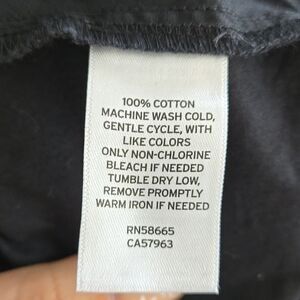 100% COTTON
MACHINE WASH COLD,
GENTLE CYCLE, WITH
LIKE COLORS
ONLY NON-CHLORINE
BLEACH IF NEEDED
TUMBLE DRY LOW,
REMOVE PROMPTLY
WARM IRON IF NEEDED
RN58665
CA57963